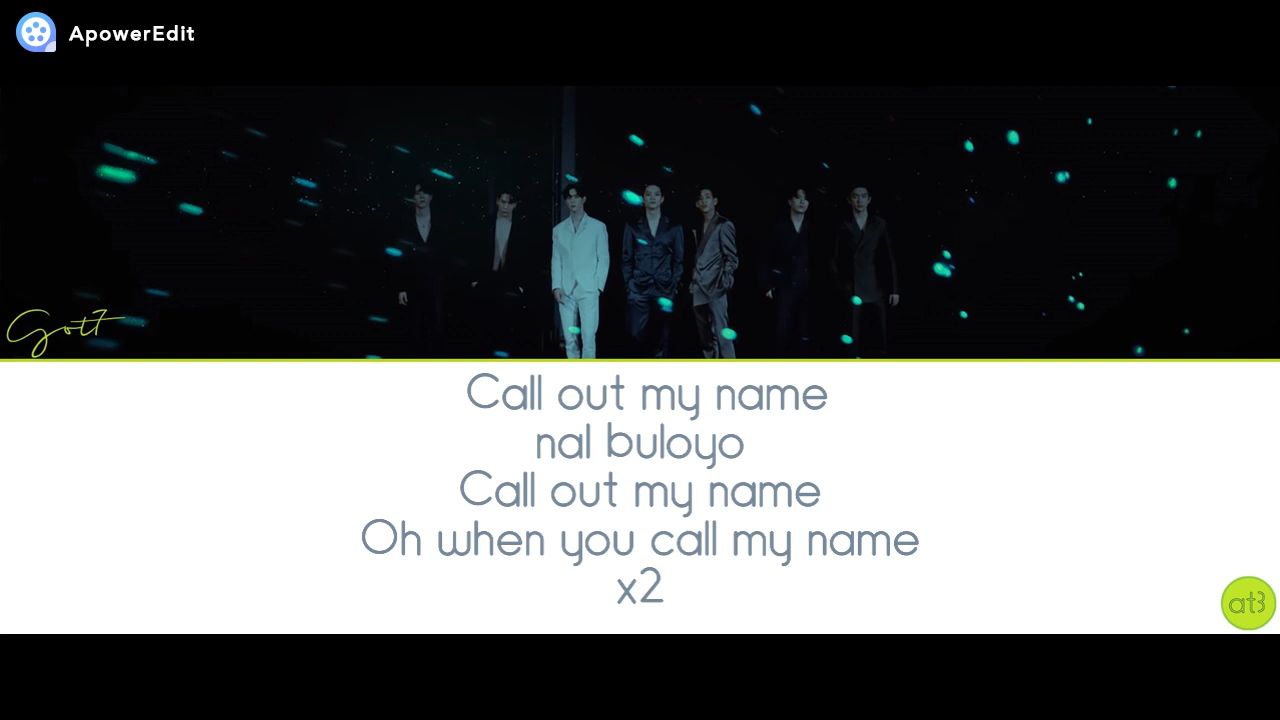 ApowerEdit
Got7
Call out my name
nal buloyo
Call out my name
Oh when you call my name
x2
at3